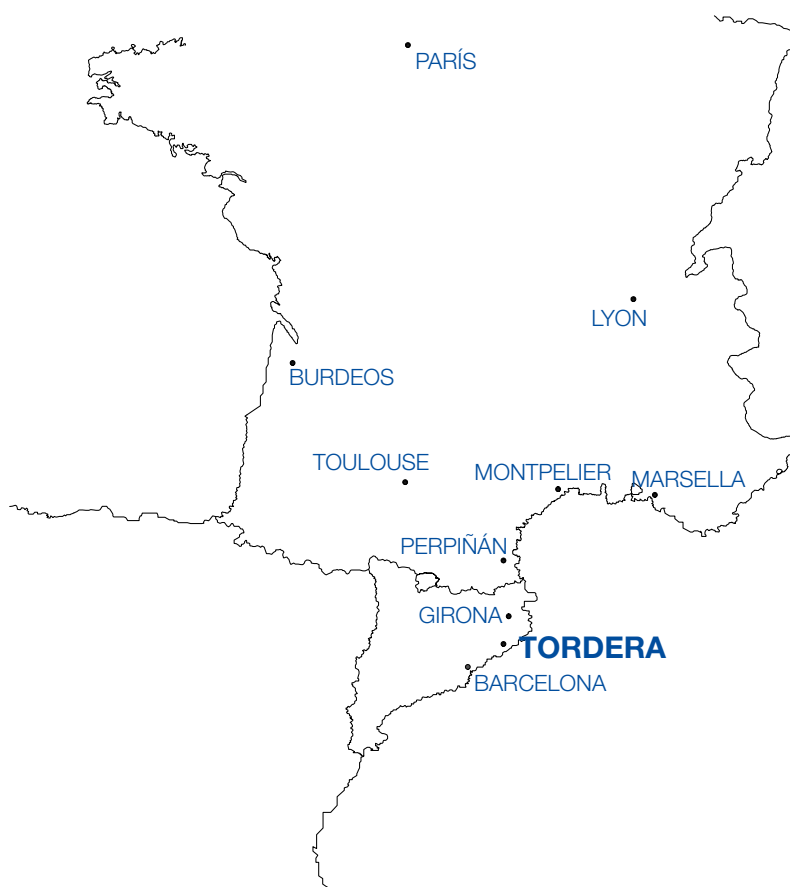 PARÍS
LYON
BURDEOS
TOULOUSE
MONTPELIER
MARSELLA
PERPIÑÁN
GIRONA
TORDERA
BARCELONA